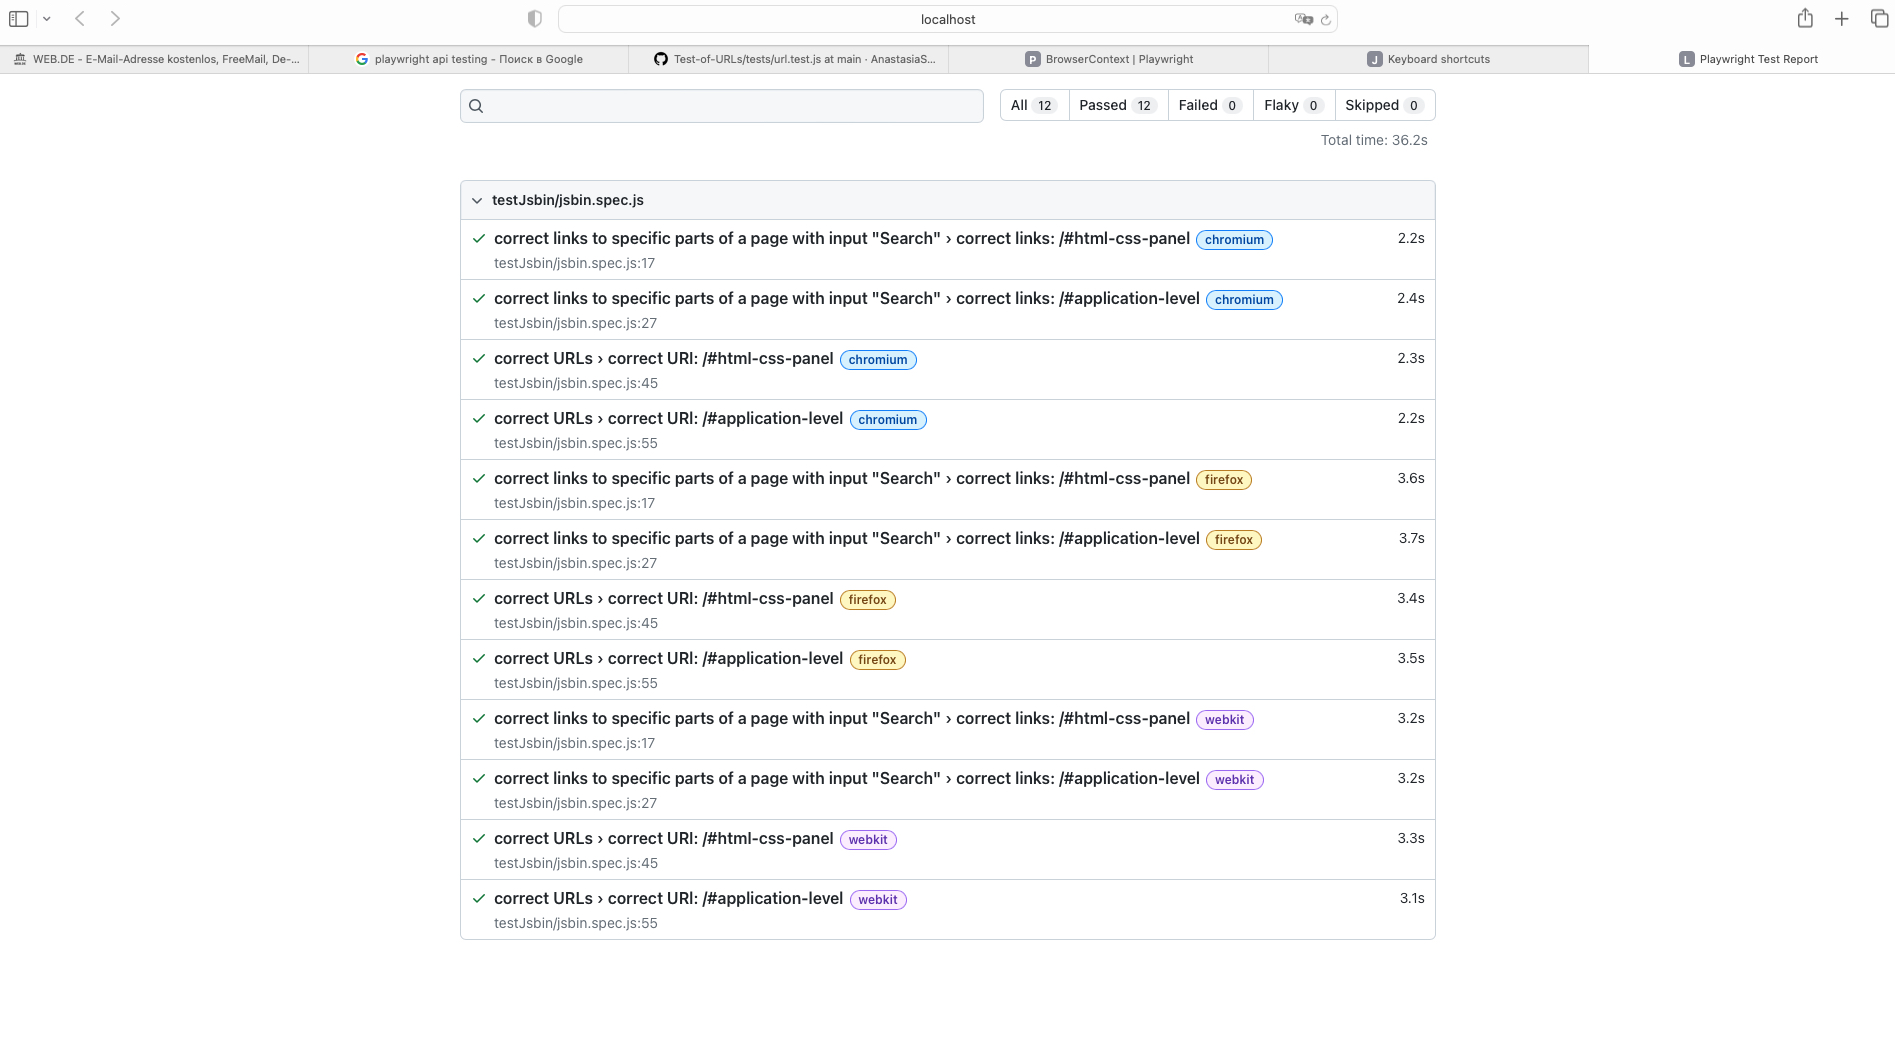 localhost
WEB.DE - E-Mail-Adresse kostenlos, FreeMail, De-...
playwright api testing - Поиск в Google
Test-of-URLs/tests/url.test.js at main · AnastasiaS...
P BrowserContext | Playwright
J Keyboard shortcuts
L Playwright Test Report
All 12 Passed 12 Failed 0 Flaky 0 Skipped 0
Total time: 36.2s
testJsbin/jsbin.spec.js
correct links to specific parts of a page with input "Search" › correct links: /#html-css-panel chromium 2.2s
testJsbin/jsbin.spec.js:17
correct links to specific parts of a page with input "Search" › correct links: /#application-level chromium 2.4s
testJsbin/jsbin.spec.js:27
correct URLs › correct URI: /#html-css-panel chromium 2.3s
testJsbin/jsbin.spec.js:45
correct URLs › correct URI: /#application-level chromium 2.2s
testJsbin/jsbin.spec.js:55
correct links to specific parts of a page with input "Search" › correct links: /#html-css-panel firefox 3.6s
testJsbin/jsbin.spec.js:17
correct links to specific parts of a page with input "Search" › correct links: /#application-level firefox 3.7s
testJsbin/jsbin.spec.js:27
correct URLs › correct URI: /#html-css-panel firefox 3.4s
testJsbin/jsbin.spec.js:45
correct URLs › correct URI: /#application-level firefox 3.5s
testJsbin/jsbin.spec.js:55
correct links to specific parts of a page with input "Search" › correct links: /#html-css-panel webkit 3.2s
testJsbin/jsbin.spec.js:17
correct links to specific parts of a page with input "Search" › correct links: /#application-level webkit 3.2s
testJsbin/jsbin.spec.js:27
correct URLs › correct URI: /#html-css-panel webkit 3.3s
testJsbin/jsbin.spec.js:45
correct URLs › correct URI: /#application-level webkit 3.1s
testJsbin/jsbin.spec.js:55